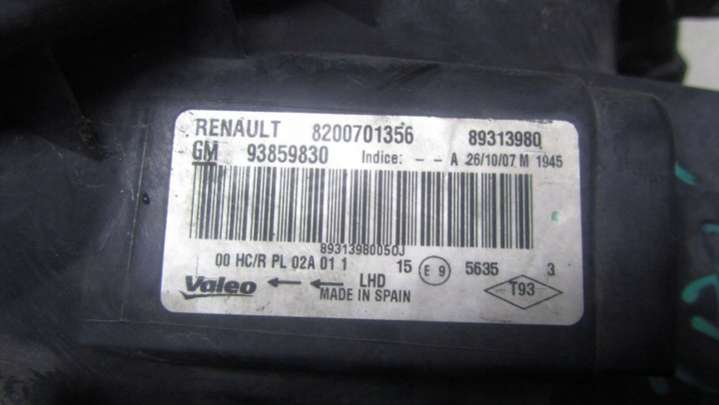 RENAULT 8200701356 89313980
GM 93859830 Indice: - - A 26/10/07 M 1945
89313980050J
00 HC/R PL 02A 01 1 15 E 9 5635 3
Valeo LHD T93
MADE IN SPAIN